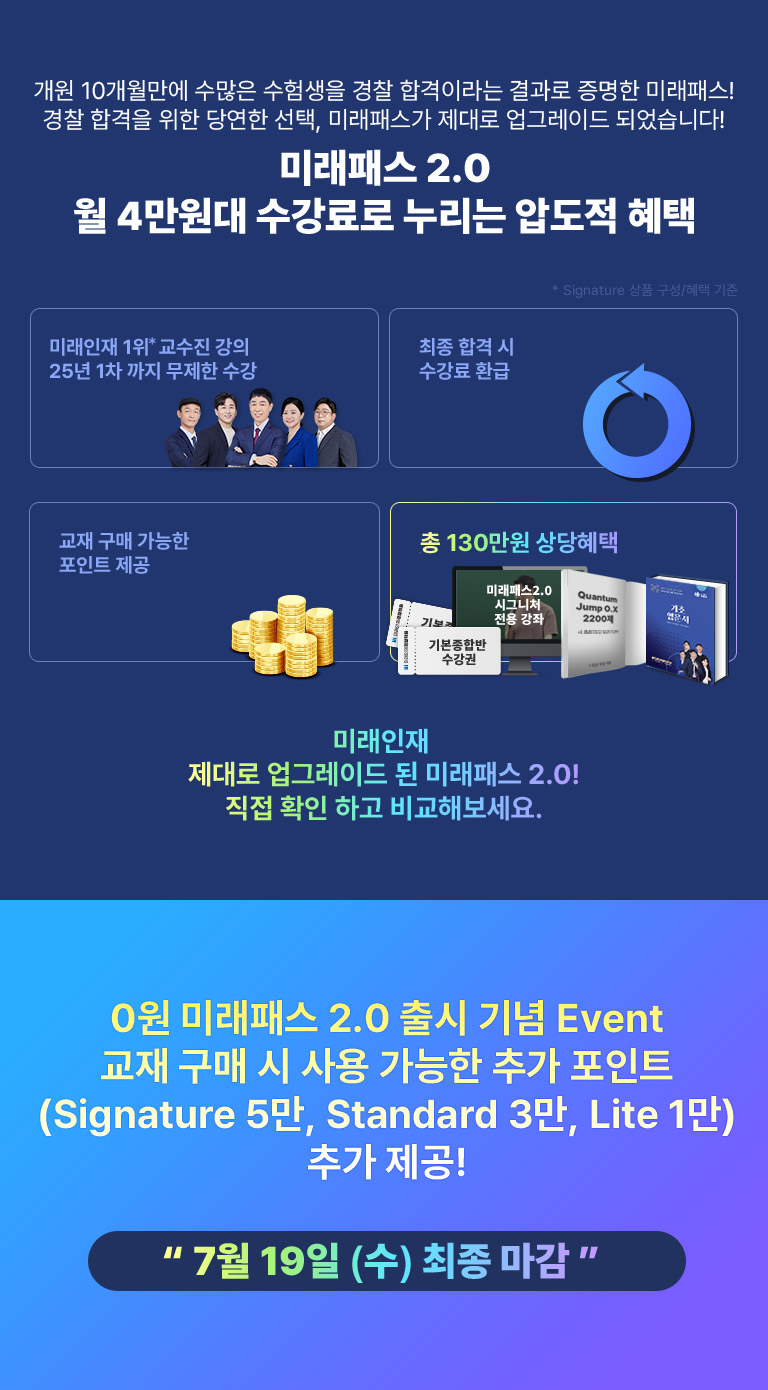 개원 10개월만에 수많은 수험생을 경찰 합격이라는 결과로 증명한 미래패스!
경찰 합격을 위한 당연한 선택, 미래패스가 제대로 업그레이드 되었습니다!
미래패스 2.0
월 4만원대 수강료로 누리는 압도적 혜택
* Signature 상품 구성/혜택 기준
미래인재 1위* 교수진 강의
25년 1차 까지 무제한 수강
최종 합격 시
수강료 환급
교재 구매 가능한
포인트 제공
총 130만원 상당혜택
기본종
기본종합반
수강권
미래패스2.0
시그니처
전용 강좌
Quantum
Jump O.X
2200제
기출
미래인재
제대로 업그레이드 된 미래패스 2.0!
직접 확인 하고 비교해보세요.
0원 미래패스 2.0 출시 기념 Event
교재 구매 시 사용 가능한 추가 포인트
(Signature 5만, Standard 3만, Lite 1만)
추가 제공!
“ 7월 19일 (수) 최종 마감 ”